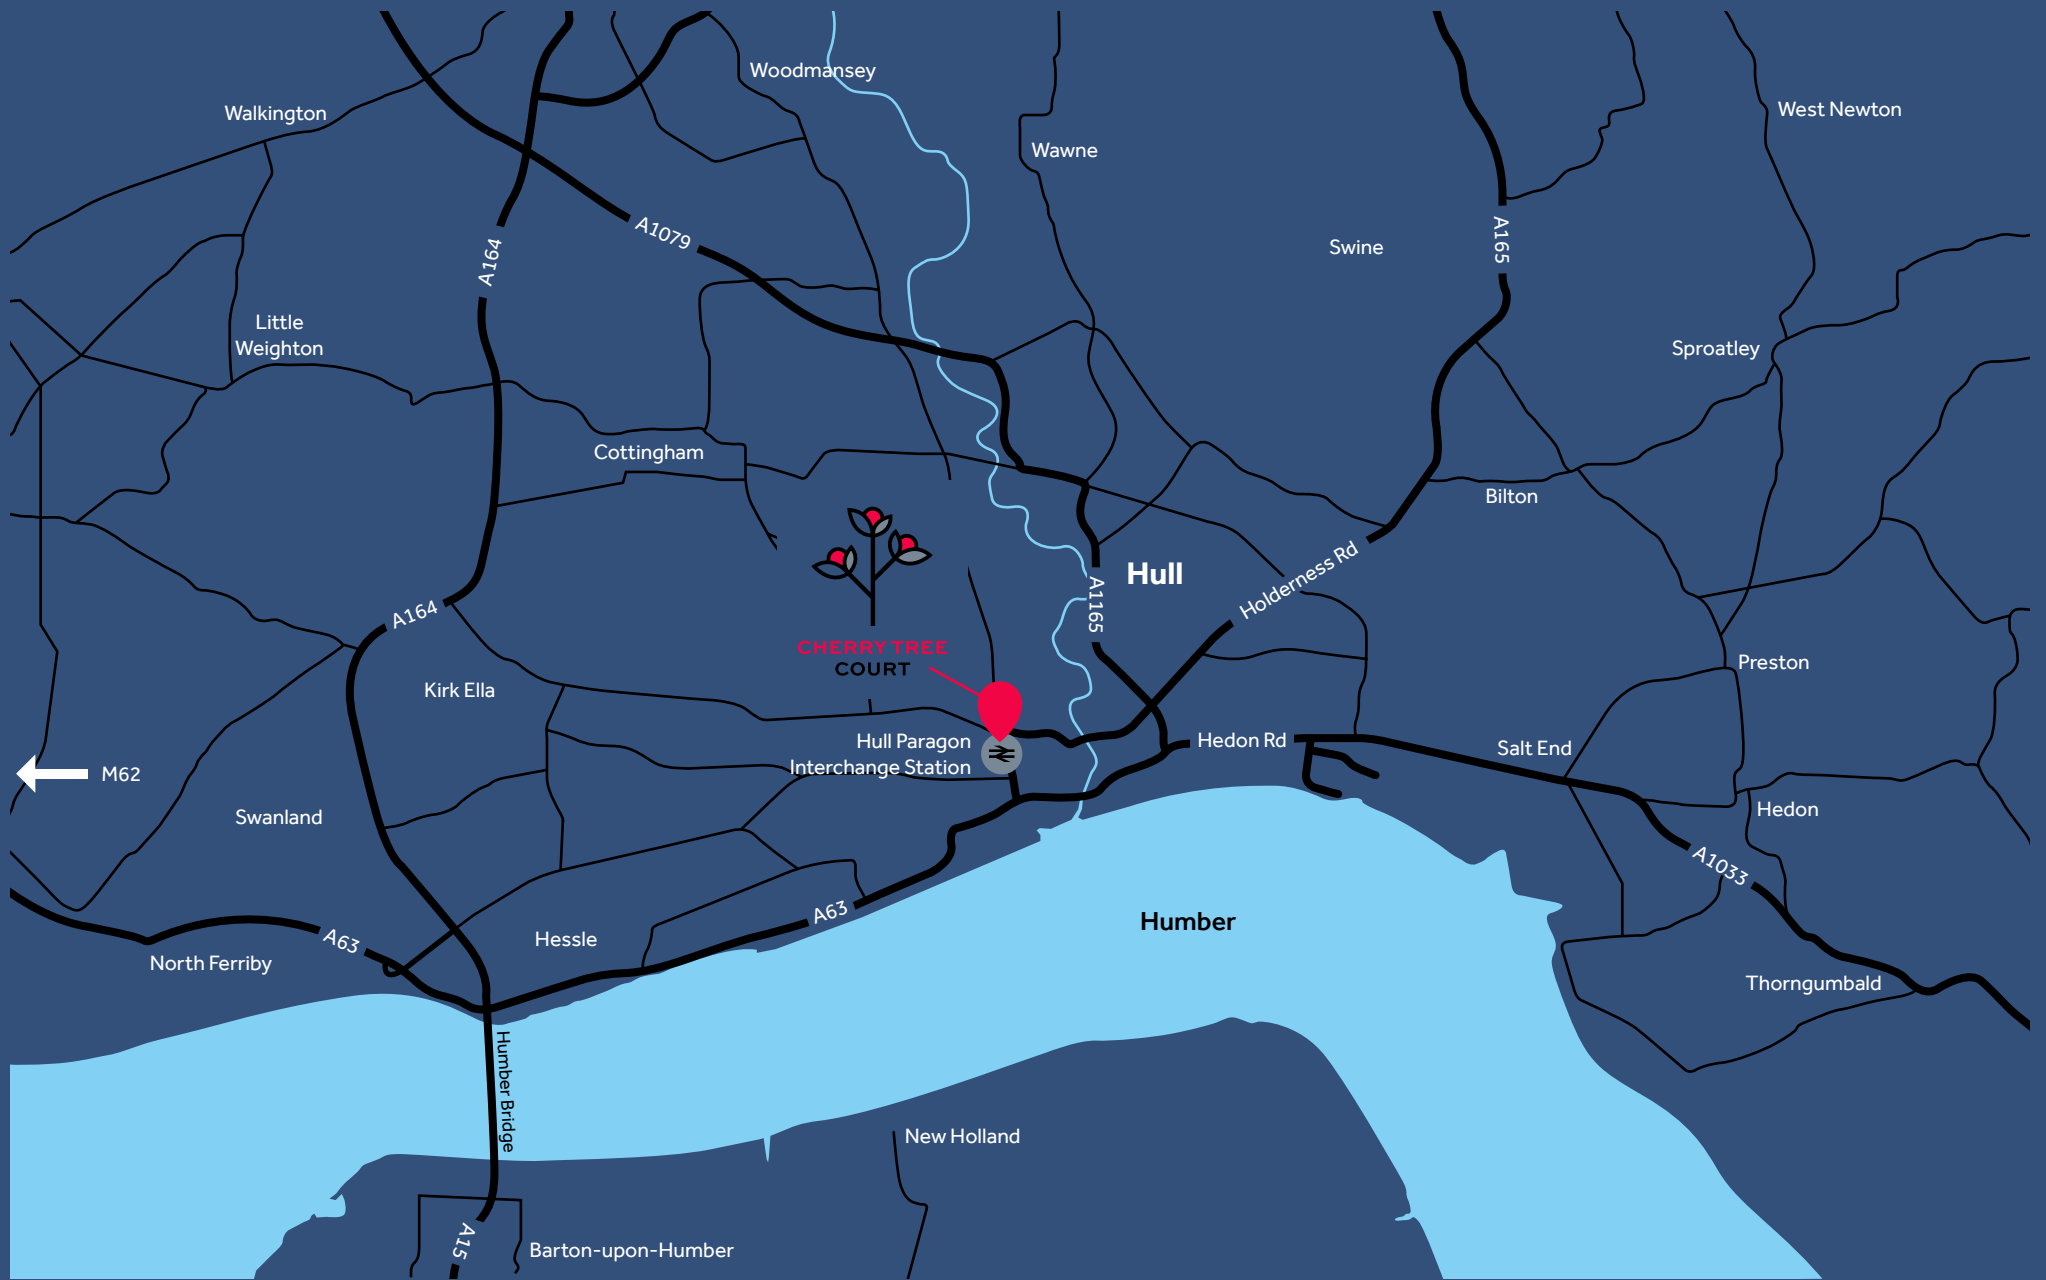 Woodmansey
Walkington
West Newton
Wawne
A1079
A164
A165
Swine
Little
Weighton
Sproatley
Cottingham
Bilton
Hull
Holderness Rd
A1165
A164
CHERRY TREE
COURT
Preston
Kirk Ella
Hull Paragon
Interchange Station
Hedon Rd
Salt End
M62
Swanland
Hedon
A1033
A63
Humber
A63
Hessle
North Ferriby
Thorngumbald
Humber Bridge
New Holland
A15
Barton-upon-Humber